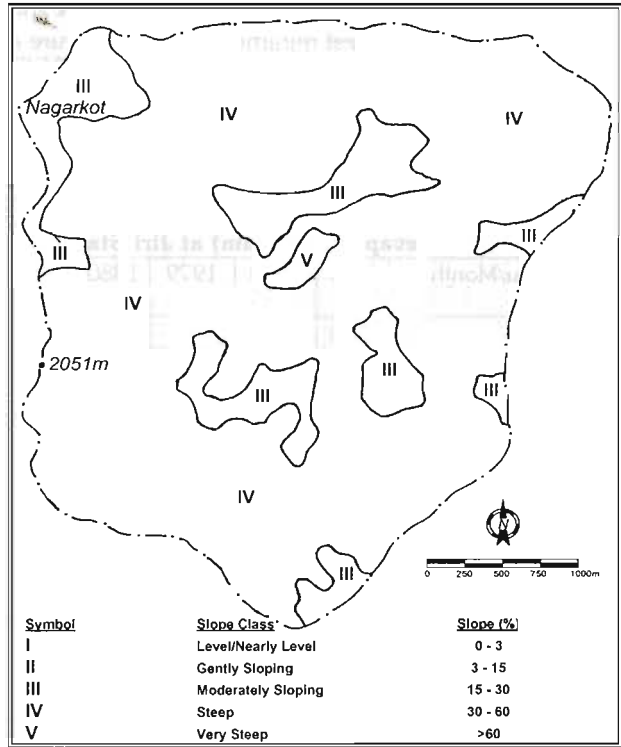 III
Nagarkot
IV
IV
III
III
III
V
IV
2051m
III
III
III
IV
III
N
0 250 500 750 1000m
Symbol Slope Class Slope (%)
I Level/Nearly Level 0 - 3
II Gently Sloping 3 - 15
III Moderately Sloping 15 - 30
IV Steep 30 - 60
V Very Steep >60